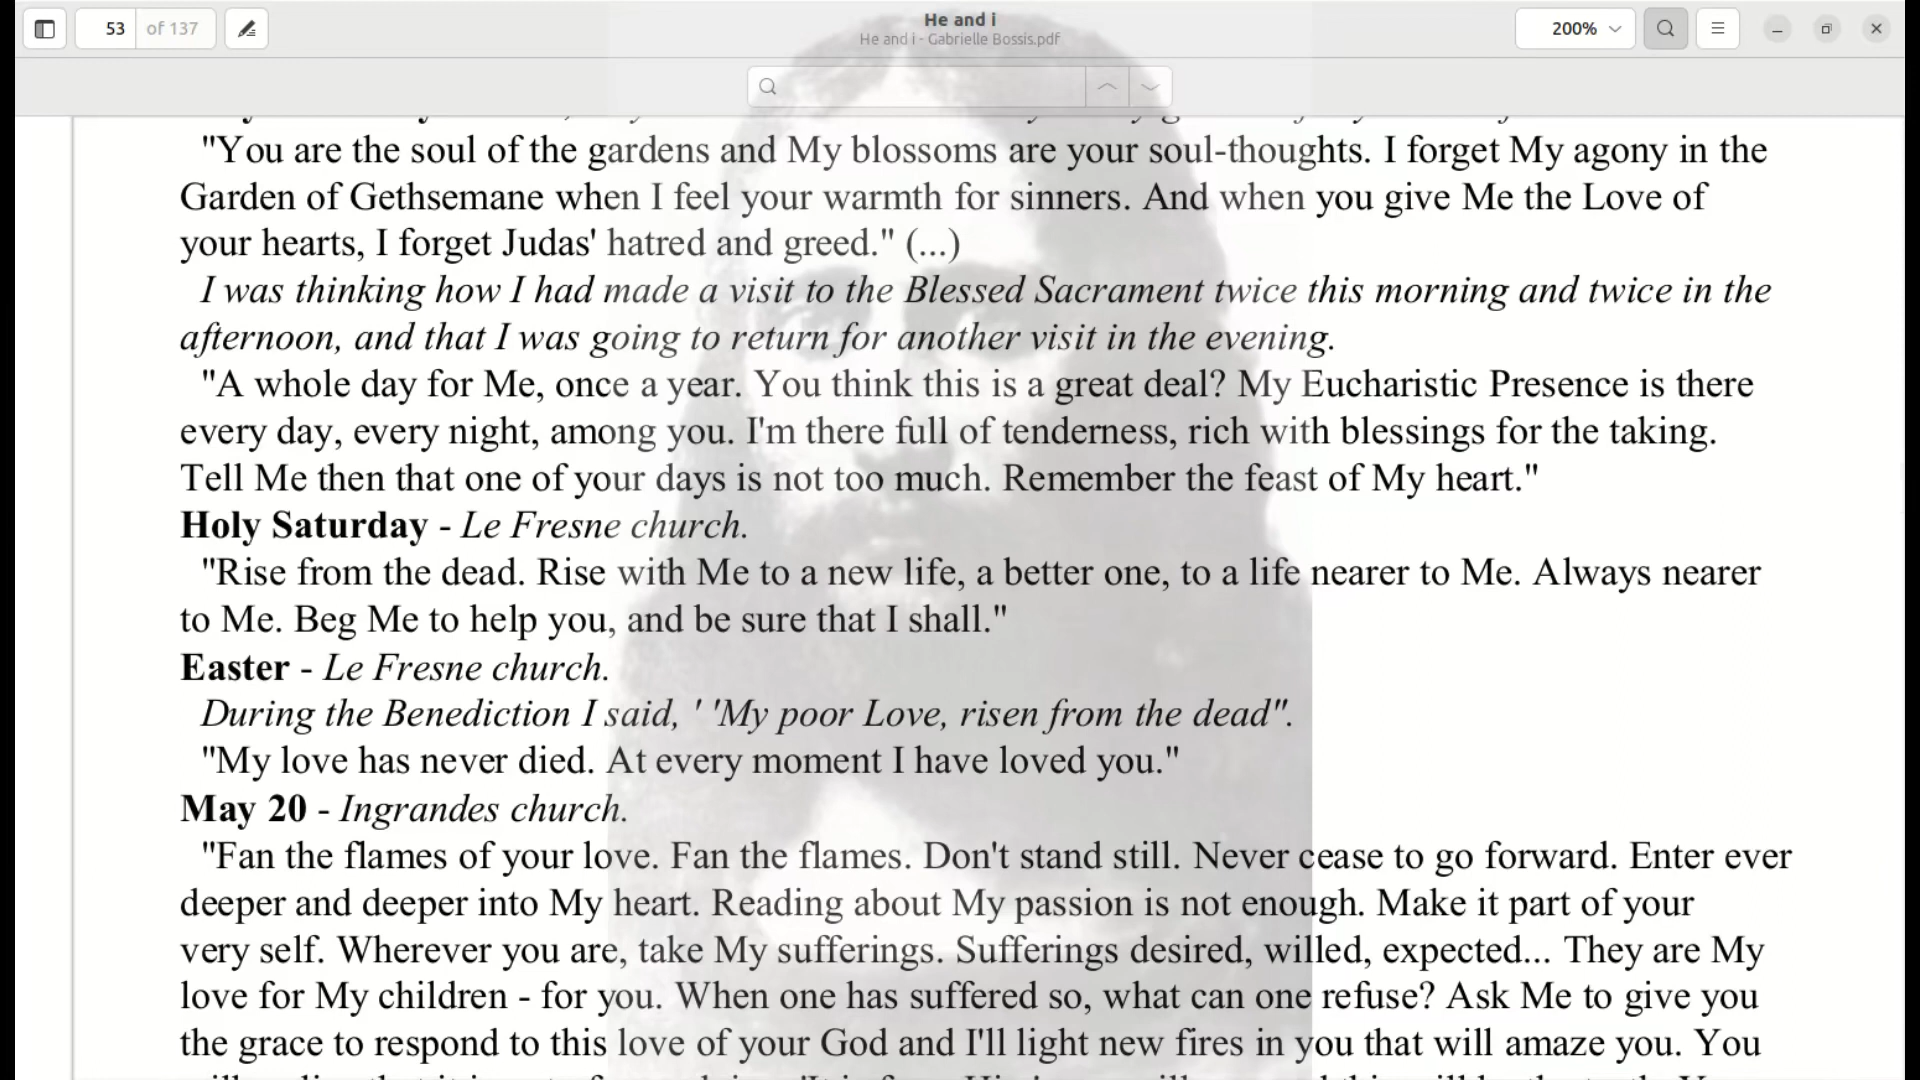 53 of 137
He and i
He and i - Gabrielle Bossis.pdf
200%
"You are the soul of the gardens and My blossoms are your soul-thoughts. I forget My agony in the
Garden of Gethsemane when I feel your warmth for sinners. And when you give Me the Love of
your hearts, I forget Judas' hatred and greed." (...)
I was thinking how I had made a visit to the Blessed Sacrament twice this morning and twice in the
afternoon, and that I was going to return for another visit in the evening.
"A whole day for Me, once a year. You think this is a great deal? My Eucharistic Presence is there
every day, every night, among you. I'm there full of tenderness, rich with blessings for the taking.
Tell Me then that one of your days is not too much. Remember the feast of My heart."
Holy Saturday - Le Fresne church.
"Rise from the dead. Rise with Me to a new life, a better one, to a life nearer to Me. Always nearer
to Me. Beg Me to help you, and be sure that I shall."
Easter - Le Fresne church.
During the Benediction I said, ' 'My poor Love, risen from the dead".
"My love has never died. At every moment I have loved you."
May 20 - Ingrandes church.
"Fan the flames of your love. Fan the flames. Don't stand still. Never cease to go forward. Enter ever
deeper and deeper into My heart. Reading about My passion is not enough. Make it part of your
very self. Wherever you are, take My sufferings. Sufferings desired, willed, expected... They are My
love for My children - for you. When one has suffered so, what can one refuse? Ask Me to give you
the grace to respond to this love of your God and I'll light new fires in you that will amaze you. You